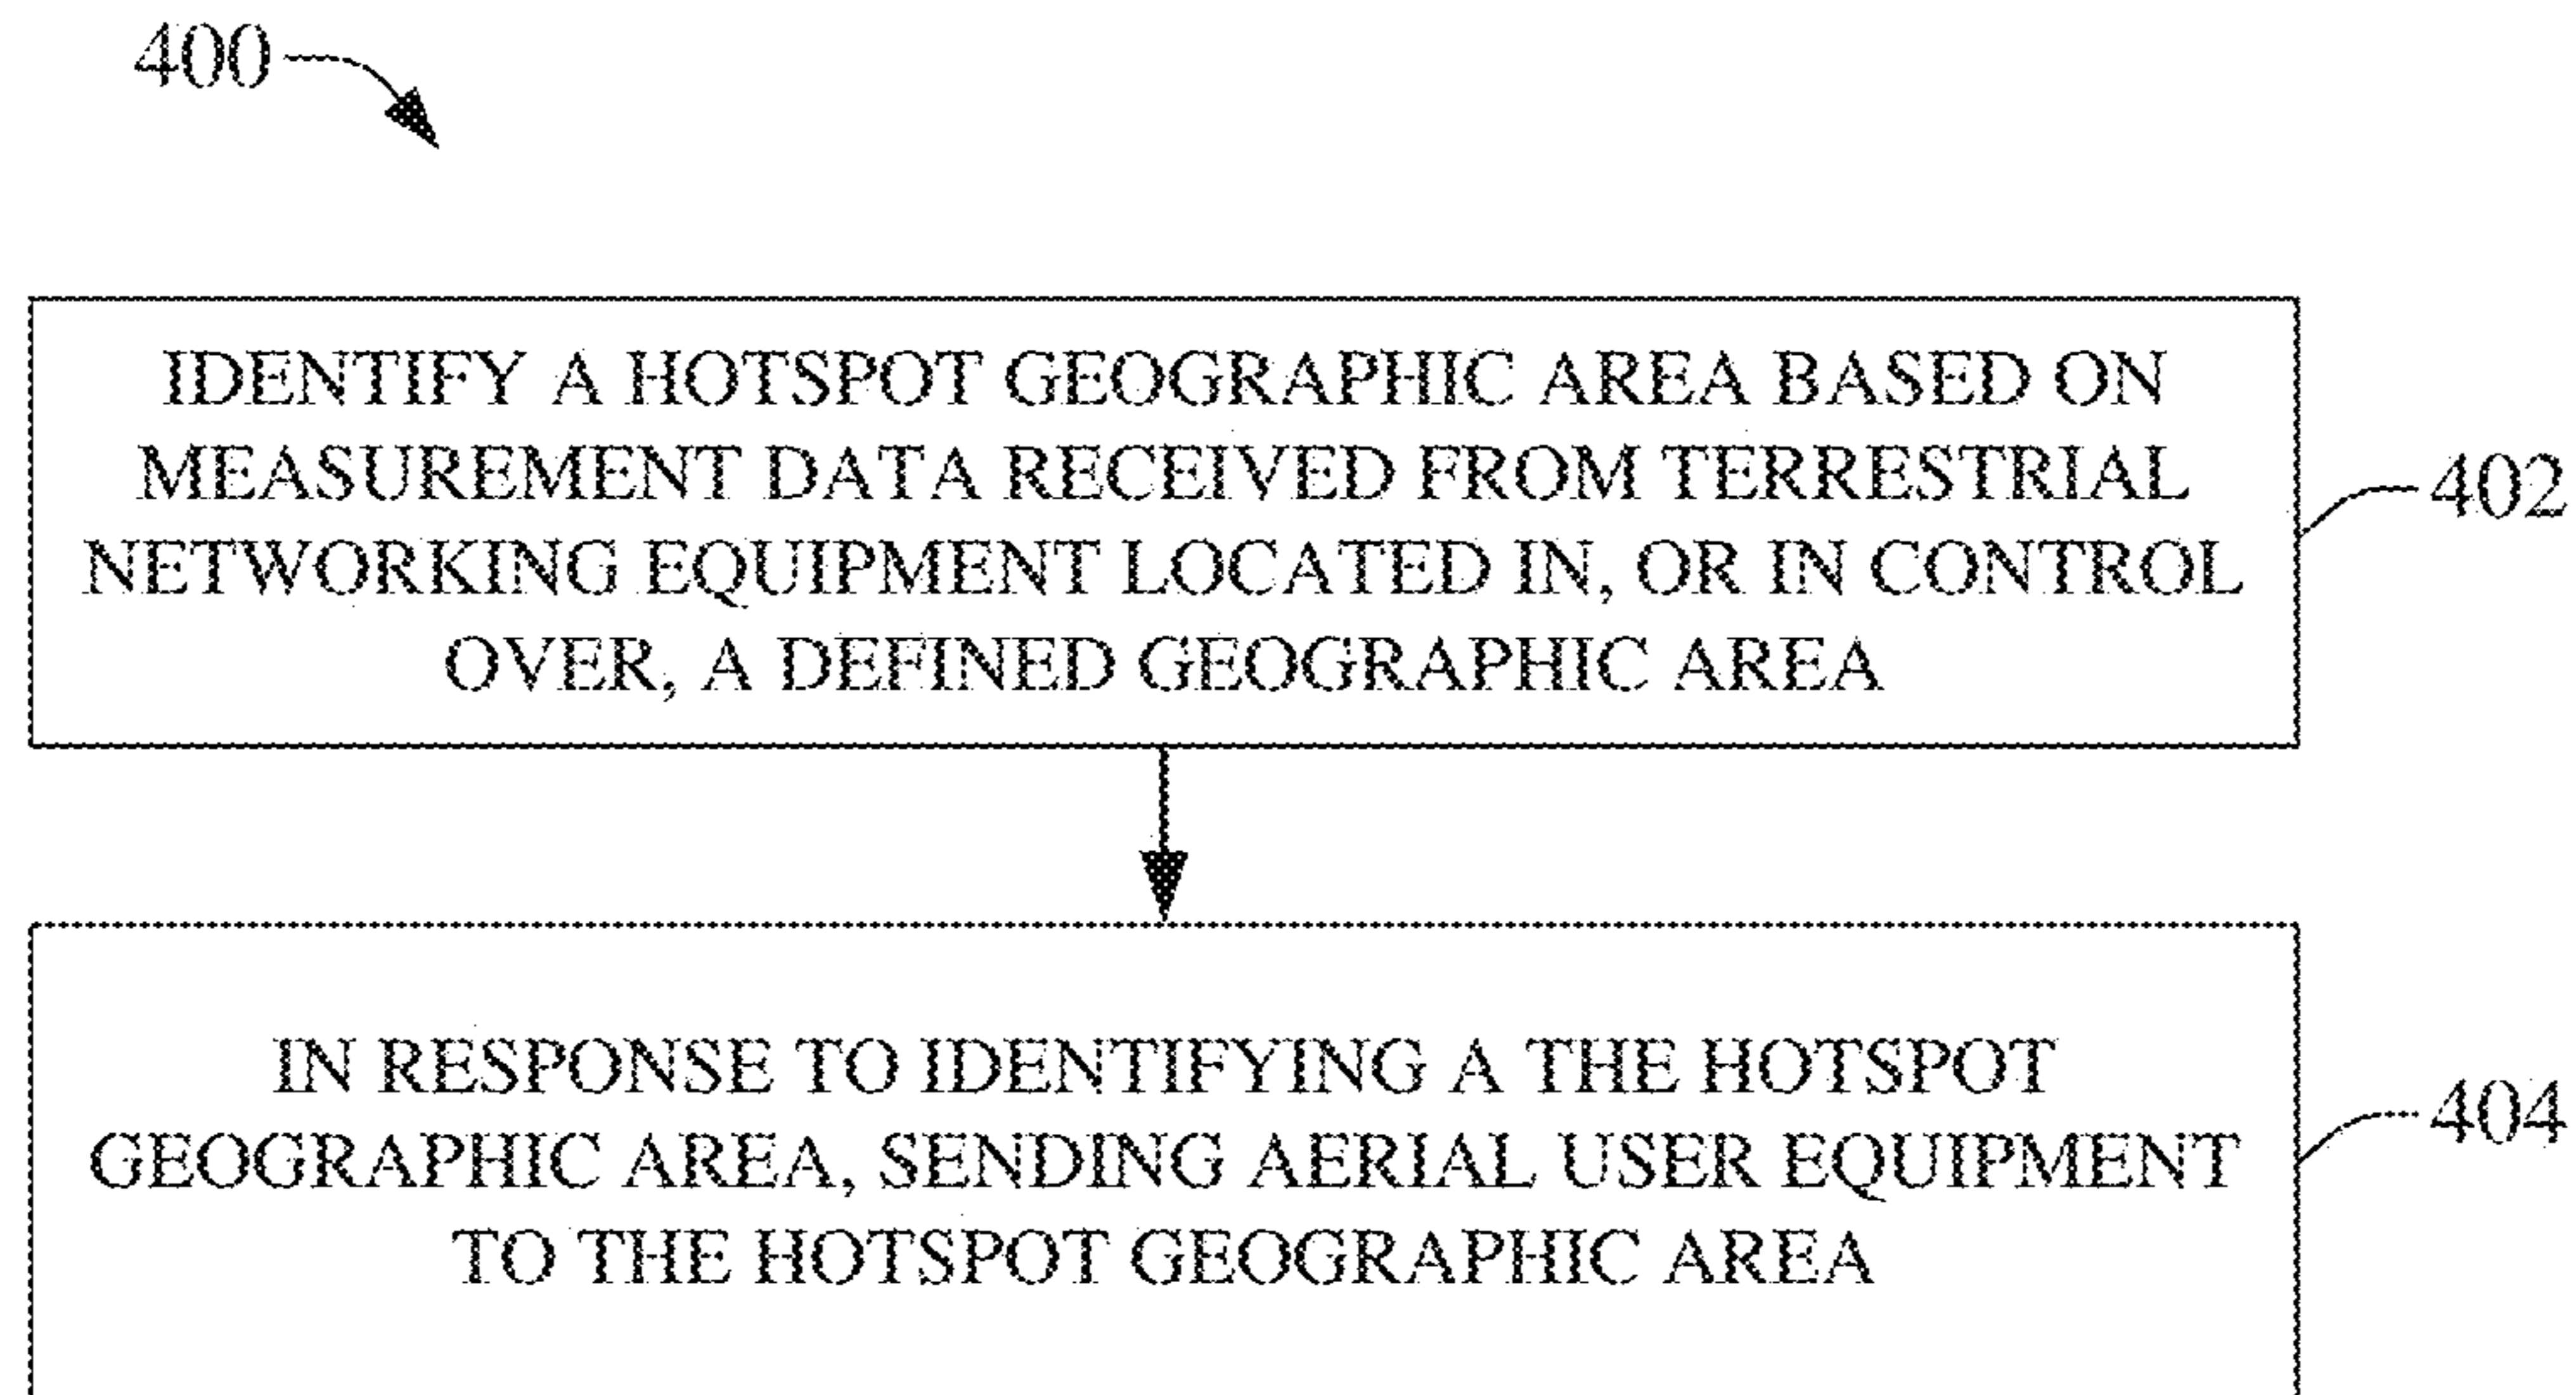 400
IDENTIFY A HOTSPOT GEOGRAPHIC AREA BASED ON
MEASUREMENT DATA RECEIVED FROM TERRESTRIAL
NETWORKING EQUIPMENT LOCATED IN, OR IN CONTROL
OVER, A DEFINED GEOGRAPHIC AREA
402
IN RESPONSE TO IDENTIFYING A THE HOTSPOT
GEOGRAPHIC AREA, SENDING AERIAL USER EQUIPMENT
TO THE HOTSPOT GEOGRAPHIC AREA
404